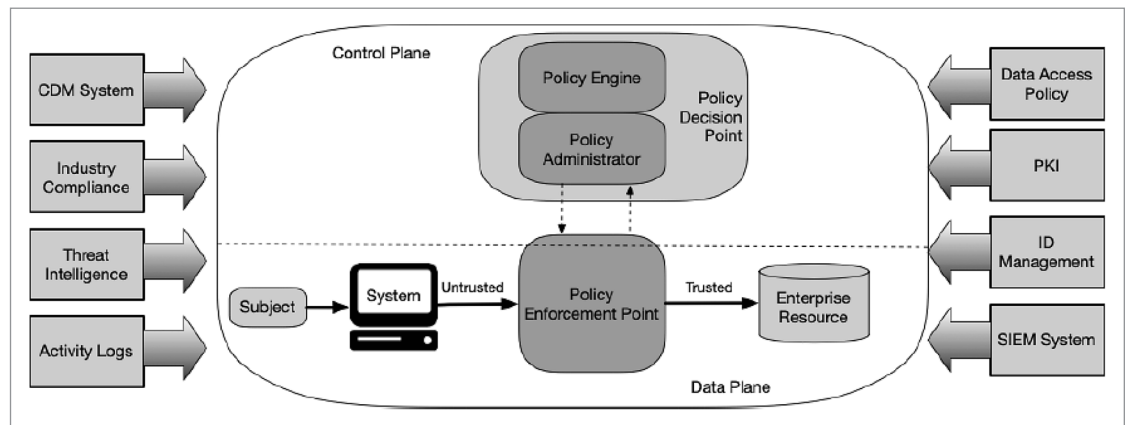 CDM System
Industry
Compliance
Threat
Intelligence
Activity Logs
Control Plane
Policy Engine
Policy
Administrator
Policy
Decision
Point
Subject
System
Untrusted
Policy
Enforcement Point
Trusted
Enterprise
Resource
Data Plane
Data Access
Policy
PKI
ID
Management
SIEM System